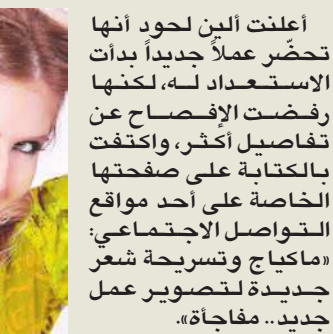 أعلنت ألين لحود أنها
تحضّر عملاً جديداً بدأت
الاستعداد له، لكنها
رفضت الإفصاح عن
تفاصيل أكثر، واكتفت
بالكتابة على صفحتها
الخاصة على أحد مواقع
التواصل الاجتماعي:
«ماكياج وتسريحة شعر
جديدة لتصوير عمل
جديد.. مفاجأة».